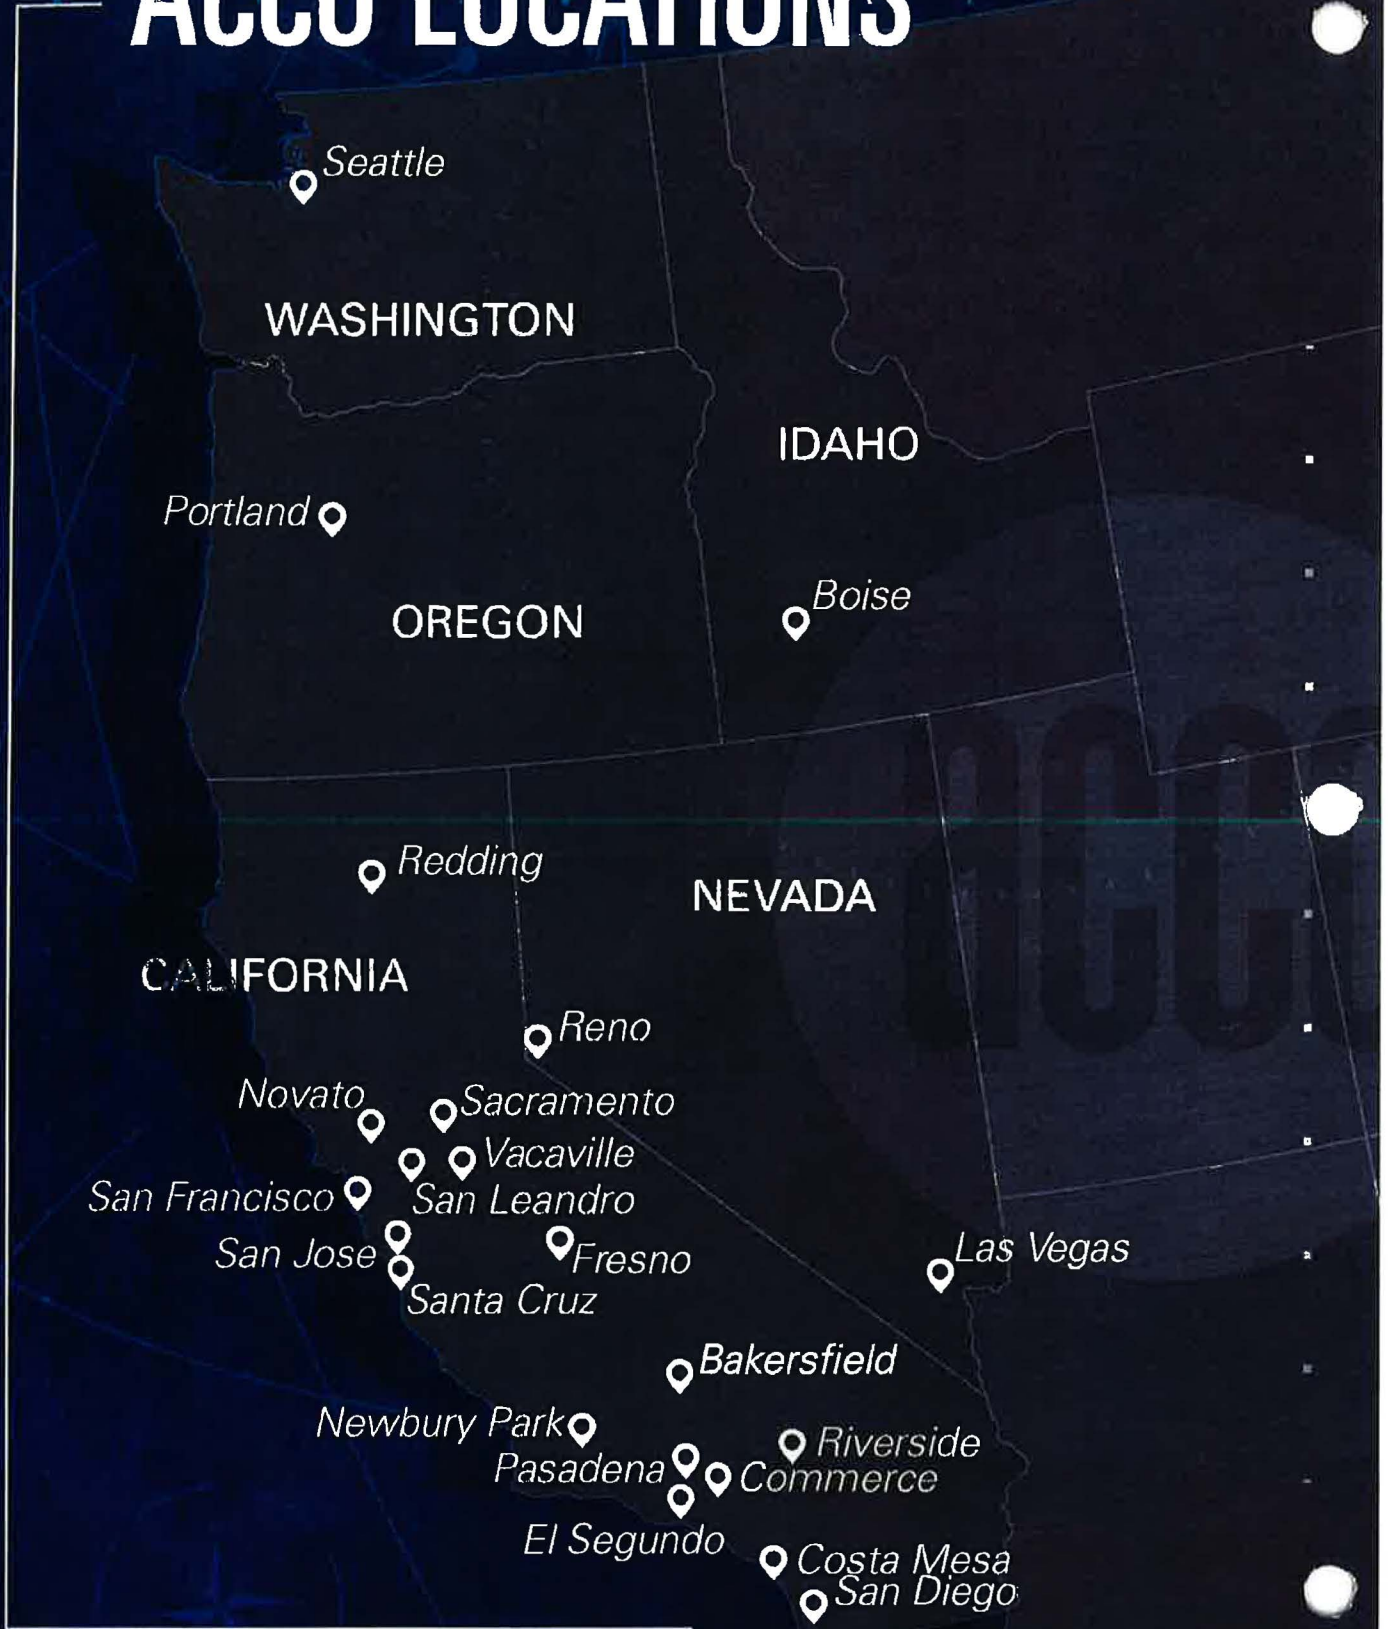 ACCO LOCATIONS
Seattle
WASHINGTON
IDAHO
Portland
Boise
OREGON
Redding
NEVADA
CALIFORNIA
Reno
Novato
Sacramento
Vacaville
San Francisco
San Leandro
San Jose
Fresno
Las Vegas
Santa Cruz
Bakersfield
Newbury Park
Riverside
Pasadena
Commerce
El Segundo
Costa Mesa
San Diego